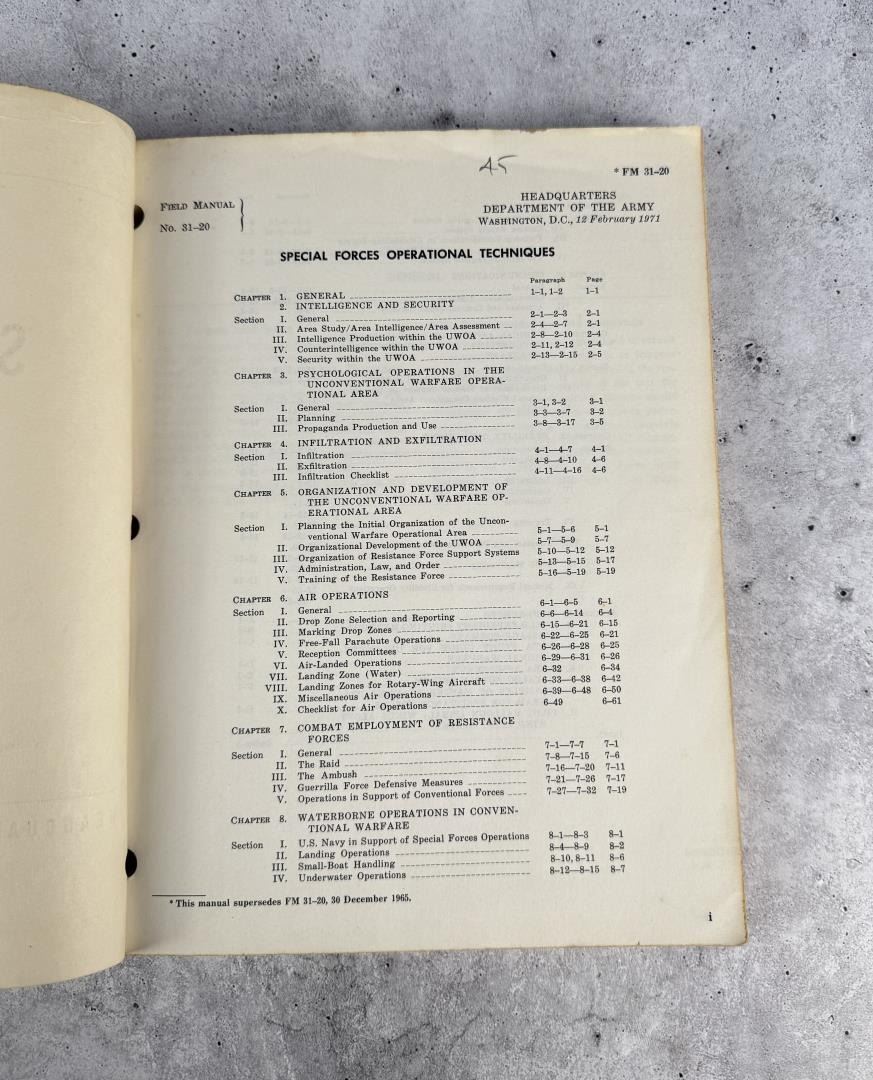 45
* FM 31–20
FIELD MANUAL
No. 31–20
HEADQUARTERS
DEPARTMENT OF THE ARMY
WASHINGTON, D.C., 12 February 1971
SPECIAL FORCES OPERATIONAL TECHNIQUES
Paragraph Page
CHAPTER 1. GENERAL 1–1, 1–2 1–1
2. INTELLIGENCE AND SECURITY
Section I. General 2–1—2–3 2–1
II. Area Study/Area Intelligence/Area Assessment 2–4—2–7 2–1
III. Intelligence Production within the UWOA 2–8—2–10 2–4
IV. Counterintelligence within the UWOA 2–11, 2–12 2–4
V. Security within the UWOA 2–13—2–15 2–5
CHAPTER 3. PSYCHOLOGICAL OPERATIONS IN THE
UNCONVENTIONAL WARFARE OPERA-
TIONAL AREA
Section I. General 3–1, 3–2 3–1
II. Planning 3–3—3–7 3–2
III. Propaganda Production and Use 3–8—3–17 3–5
CHAPTER 4. INFILTRATION AND EXFILTRATION
Section I. Infiltration 4–1—4–7 4–1
II. Exfiltration 4–8—4–10 4–6
III. Infiltration Checklist 4–11—4–16 4–6
CHAPTER 5. ORGANIZATION AND DEVELOPMENT OF
THE UNCONVENTIONAL WARFARE OP-
ERATIONAL AREA
Section I. Planning the Initial Organization of the Uncon-
ventional Warfare Operational Area 5–1—5–6 5–1
II. Organizational Development of the UWOA 5–7—5–9 5–7
III. Organization of Resistance Force Support Systems 5–10—5–12 5–12
IV. Administration, Law, and Order 5–13—5–15 5–17
V. Training of the Resistance Force 5–16—5–19 5–19
CHAPTER 6. AIR OPERATIONS
Section I. General 6–1—6–5 6–1
II. Drop Zone Selection and Reporting 6–6—6–14 6–4
III. Marking Drop Zones 6–15—6–21 6–15
IV. Free-Fall Parachute Operations 6–22—6–25 6–21
V. Reception Committees 6–26—6–28 6–25
VI. Air-Landed Operations 6–29—6–31 6–26
VII. Landing Zone (Water) 6–32 6–34
VIII. Landing Zones for Rotary-Wing Aircraft 6–33—6–38 6–42
IX. Miscellaneous Air Operations 6–39—6–48 6–50
X. Checklist for Air Operations 6–49 6–61
CHAPTER 7. COMBAT EMPLOYMENT OF RESISTANCE
FORCES
Section I. General 7–1—7–7 7–1
II. The Raid 7–8—7–15 7–6
III. The Ambush 7–16—7–20 7–11
IV. Guerrilla Force Defensive Measures 7–21—7–26 7–17
V. Operations in Support of Conventional Forces 7–27—7–32 7–19
CHAPTER 8. WATERBORNE OPERATIONS IN CONVEN-
TIONAL WARFARE
Section I. U.S. Navy in Support of Special Forces Operations 8–1—8–3 8–1
II. Landing Operations 8–4—8–9 8–2
III. Small-Boat Handling 8–10, 8–11 8–6
IV. Underwater Operations 8–12—8–15 8–7
* This manual supersedes FM 31–20, 30 December 1965.
i